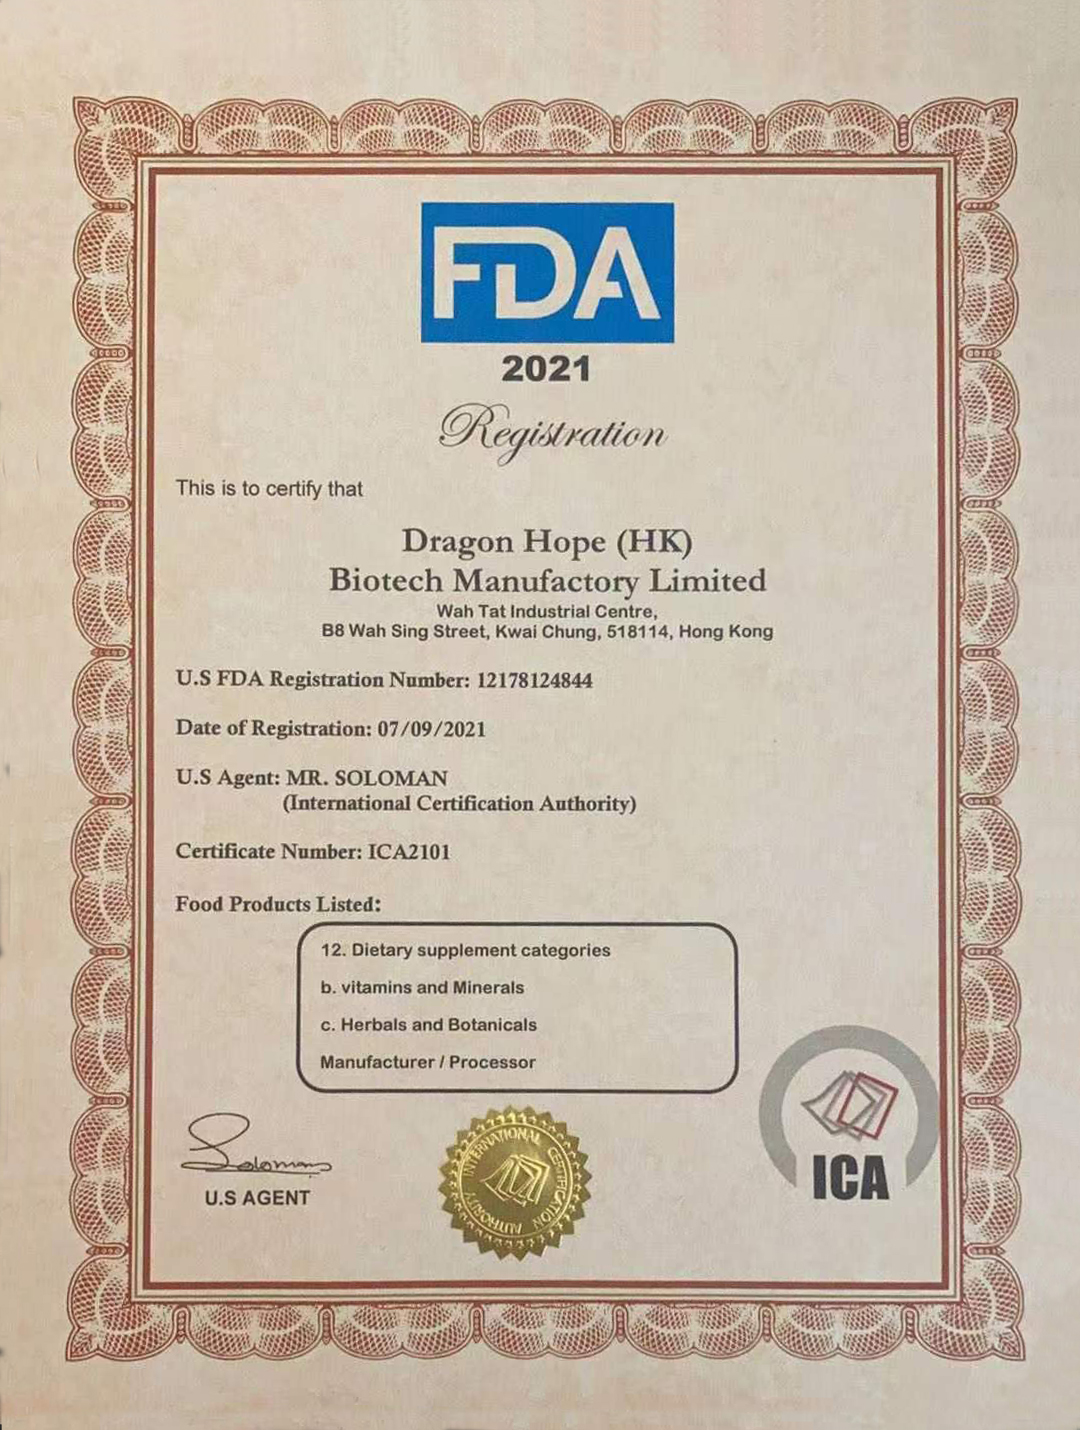 FDA
2021
Registration
This is to certify that
Dragon Hope (HK)
Biotech Manufactory Limited
Wah Tat Industrial Centre,
B8 Wah Sing Street, Kwai Chung, 518114, Hong Kong
U.S FDA Registration Number: 12178124844
Date of Registration: 07/09/2021
U.S Agent: MR. SOLOMAN
(International Certification Authority)
Certificate Number: ICA2101
Food Products Listed:
12. Dietary supplement categories
b. vitamins and Minerals
c. Herbals and Botanicals
Manufacturer / Processor
Soloman
U.S AGENT
INTERNATIONAL CERTIFICATION AUTHORITY
ICA